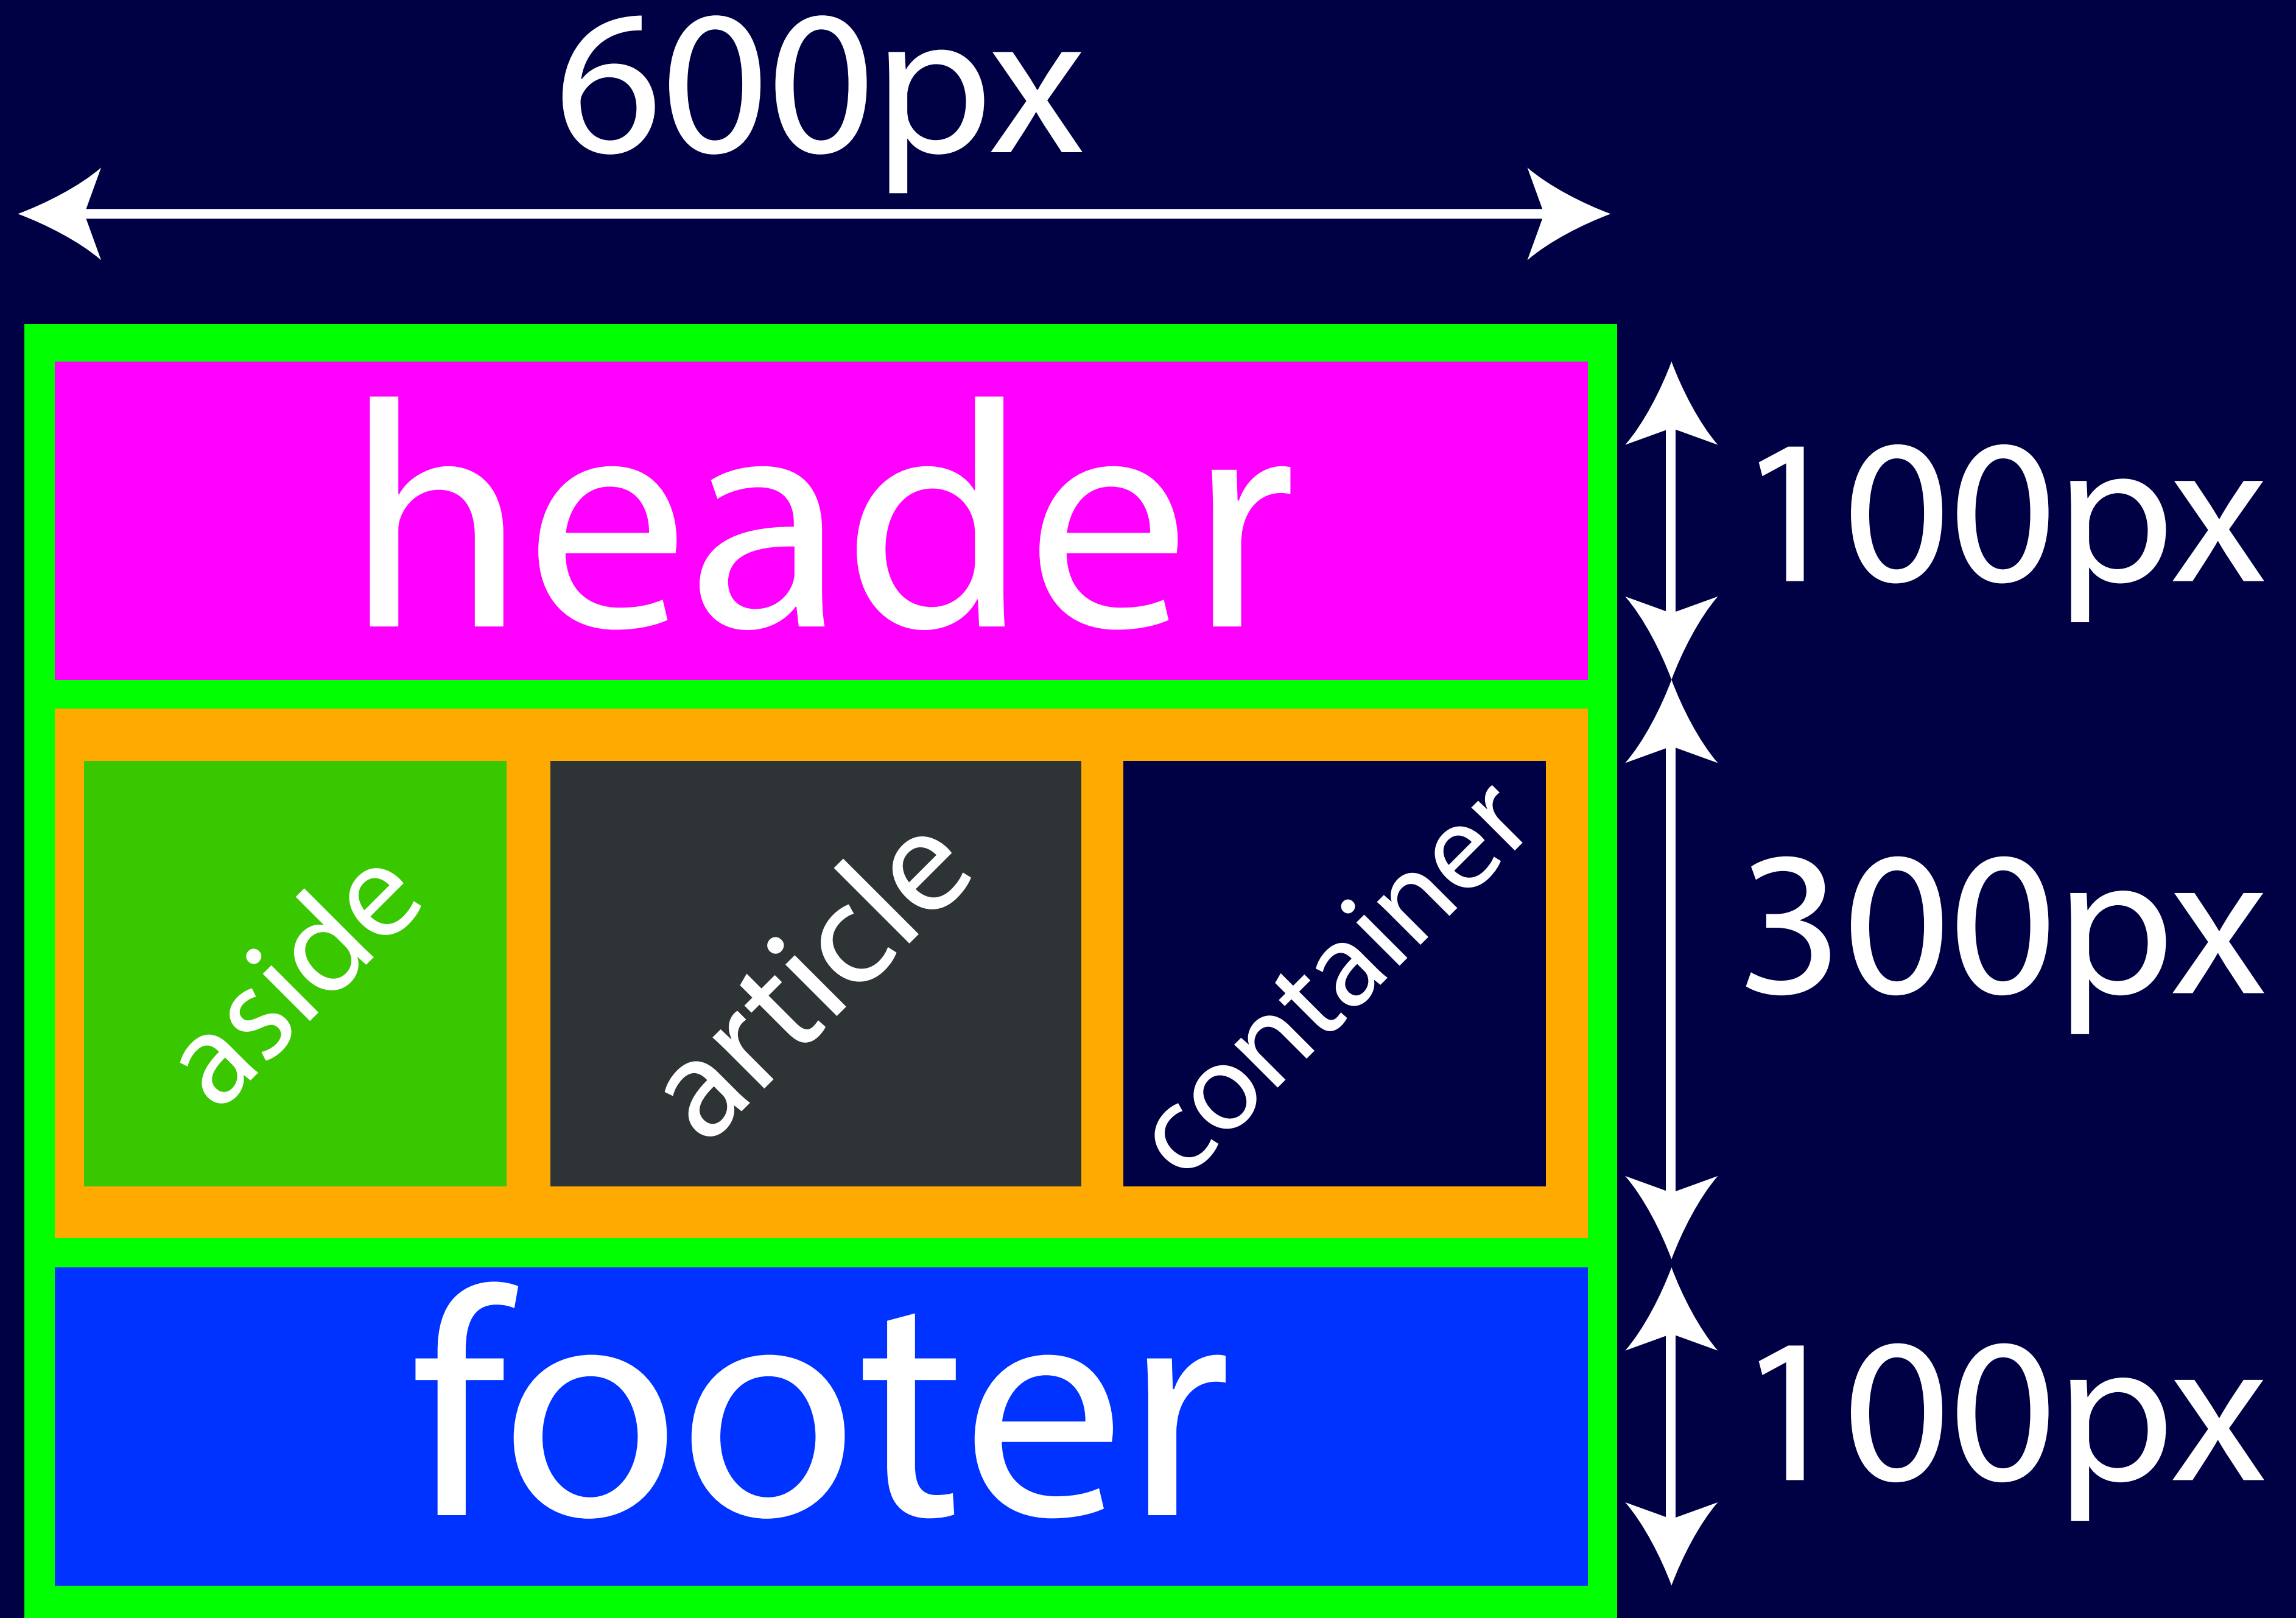 600px
header
100px
aside
article
container
300px
footer
100px